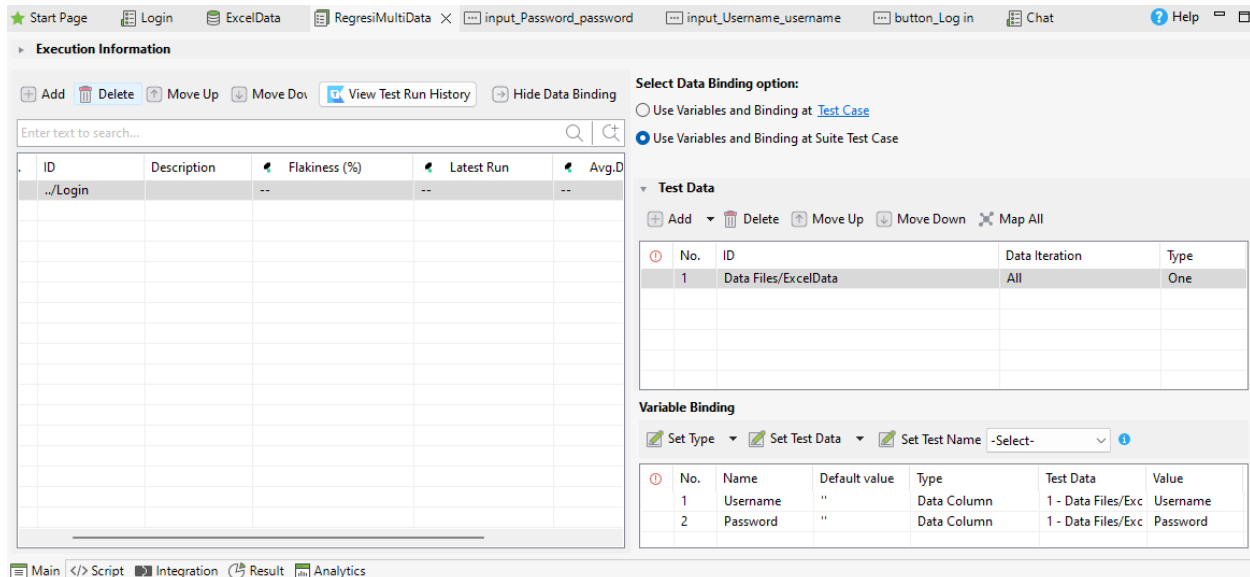 Start Page Login ExcelData RegresiMultiData input_Password_password input_Username_username button_Log in Chat Help
Execution Information
Add Delete Move Up Move Dov View Test Run History Hide Data Binding
Enter text to search...
. ID Description Flakiness (%) Latest Run Avg.D
../Login -- -- --
Select Data Binding option:
Use Variables and Binding at Test Case
Use Variables and Binding at Suite Test Case
Test Data
Add Delete Move Up Move Down Map All
No. ID Data Iteration Type
1 Data Files/ExcelData All One
Variable Binding
Set Type Set Test Data Set Test Name -Select-
No. Name Default value Type Test Data Value
1 Username '' Data Column 1 - Data Files/Exc Username
2 Password '' Data Column 1 - Data Files/Exc Password
Main </> Script Integration Result Analytics